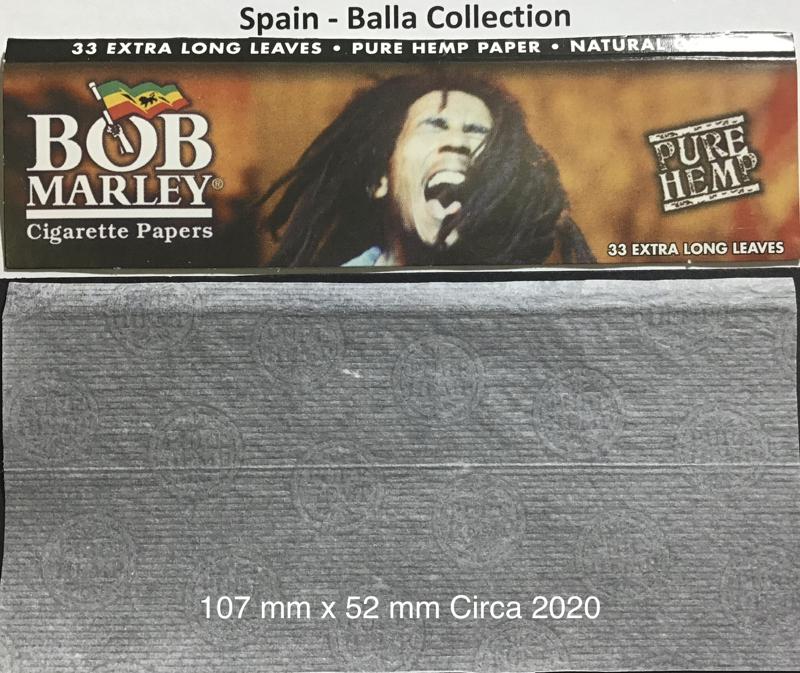 Spain - Balla Collection
33 EXTRA LONG LEAVES • PURE HEMP PAPER • NATURAL
BOB
MARLEY®
Cigarette Papers
PURE
HEMP
33 EXTRA LONG LEAVES
107 mm x 52 mm Circa 2020